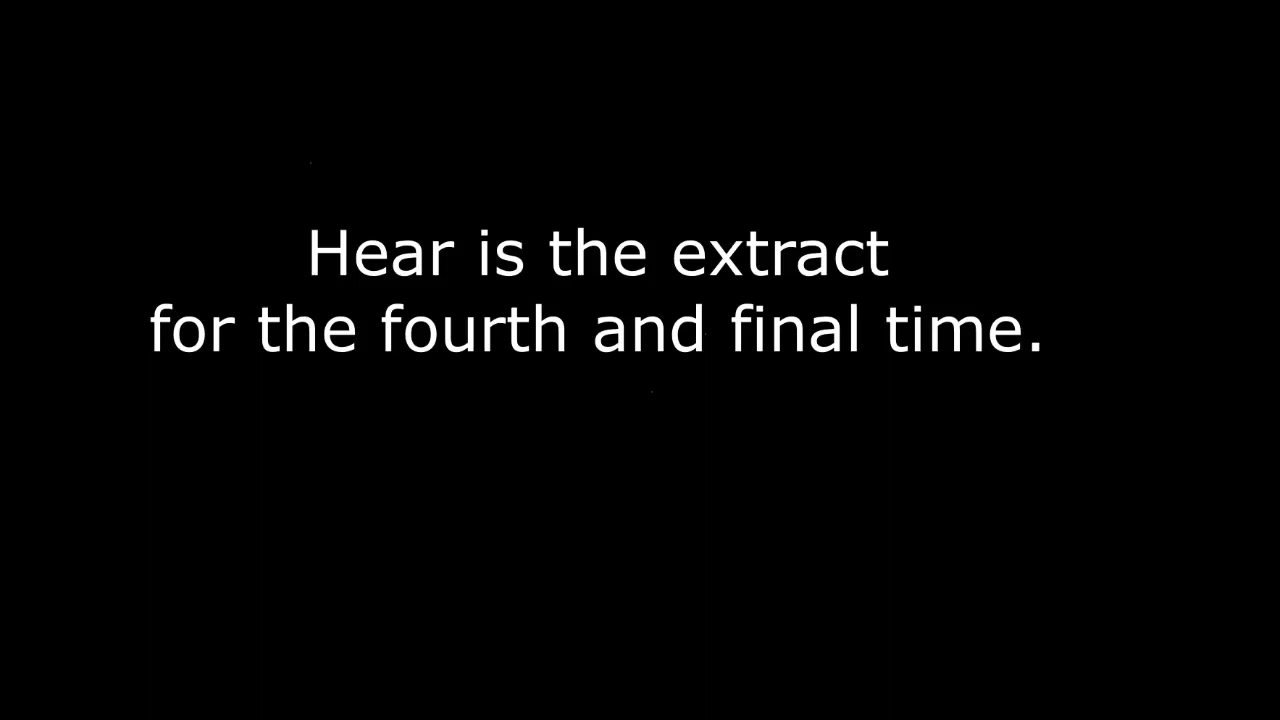 Hear is the extract
for the fourth and final time.